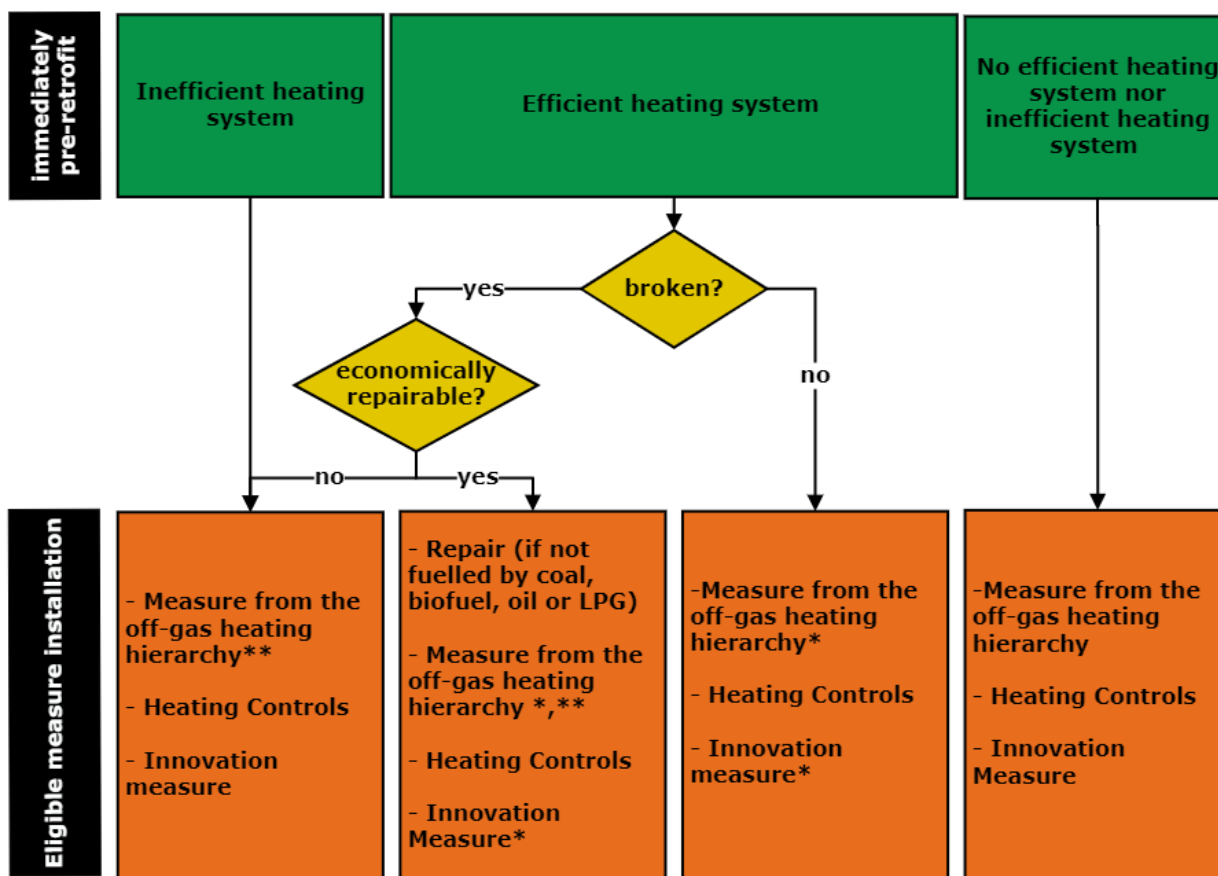 immediately
pre-retrofit
Inefficient heating
system
Efficient heating system
No efficient heating
system nor
inefficient heating
system
broken?
yes
no
economically
repairable?
no
yes
Eligible measure installation
- Measure from the
off-gas heating
hierarchy**
- Heating Controls
- Innovation
measure
- Repair (if not
fuelled by coal,
biofuel, oil or LPG)
- Measure from the
off-gas heating
hierarchy *,**
- Heating Controls
- Innovation
Measure*
-Measure from the
off-gas heating
hierarchy*
- Heating Controls
- Innovation
measure*
-Measure from the
off-gas heating
hierarchy
- Heating Controls
- Innovation
Measure